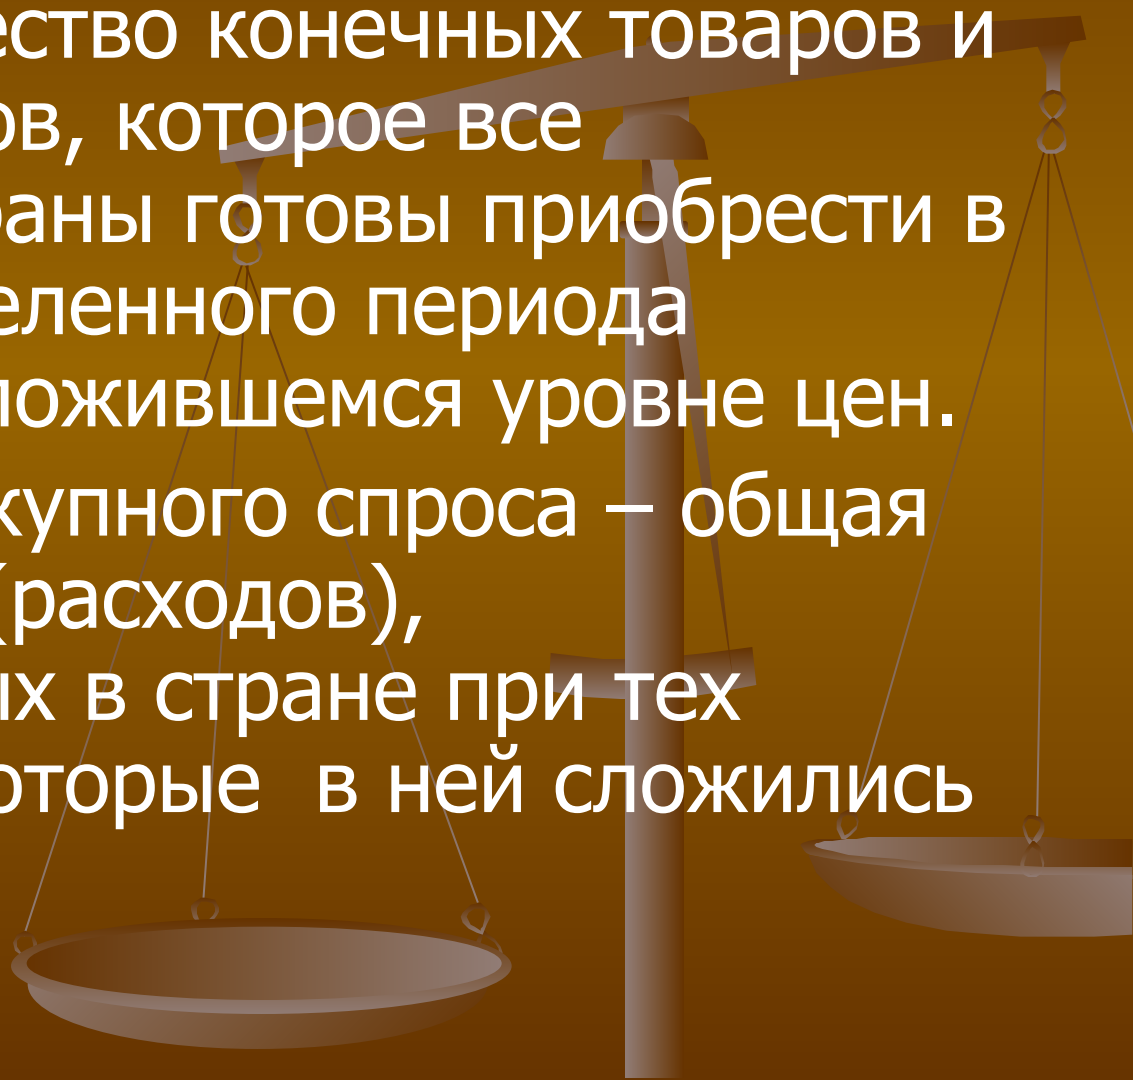 ество конечных товаров и
ов, которое все
раны готовы приобрести в
еленного периода
ложившемся уровне цен.
купного спроса – общая
(расходов),
ых в стране при тех
оторые в ней сложились